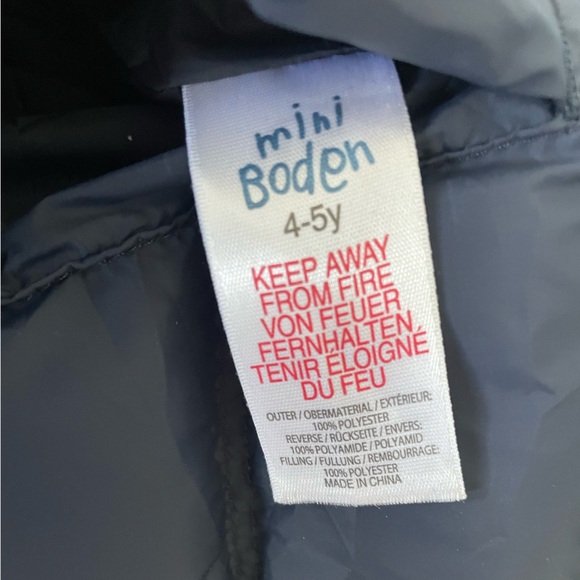 mini
Boden
4-5y
KEEP AWAY
FROM FIRE
VON FEUER
FERNHALTEN
TENIR ÉLOIGNÉ
DU FEU
OUTER / OBERMATERIAL / EXTÉRIEUR:
100% POLYESTER
REVERSE / RÜCKSEITE / ENVERS:
100% POLYAMIDE / POLYAMID
FILLING / FULLUNG / REMBOURRAGE:
100% POLYESTER
MADE IN CHINA